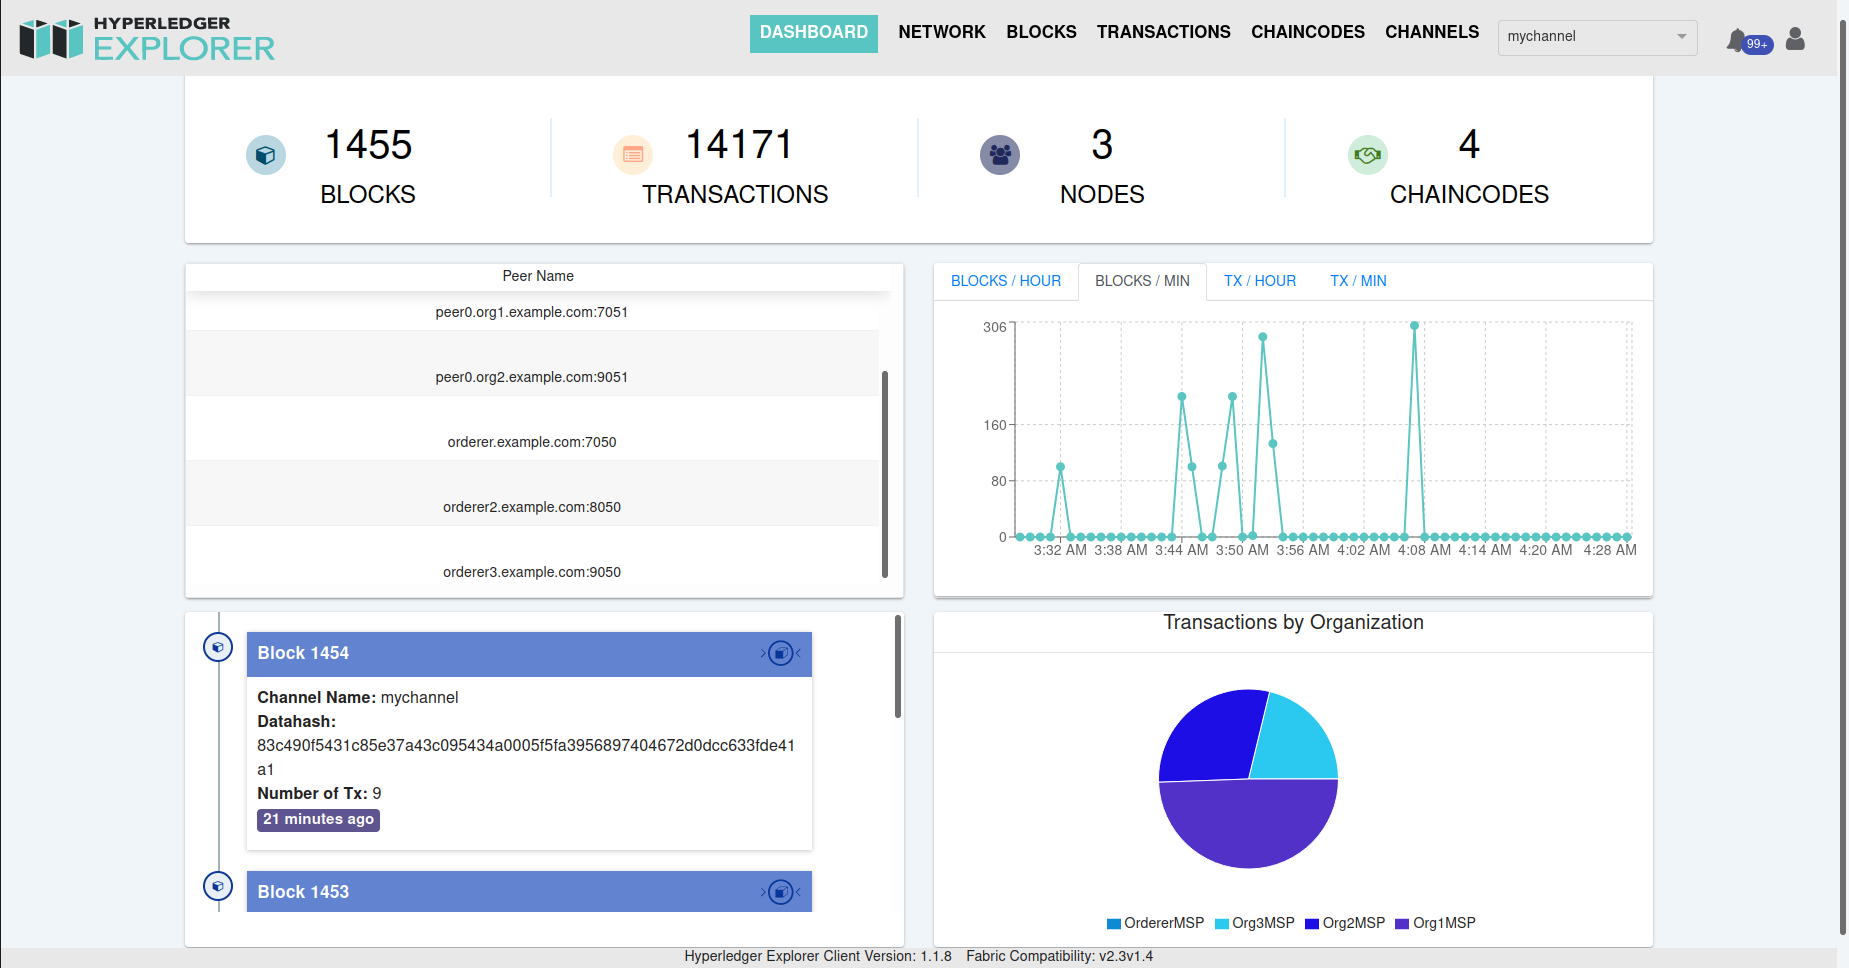 HYPERLEDGER
EXPLORER
DASHBOARD NETWORK BLOCKS TRANSACTIONS CHAINCODES CHANNELS mychannel 99+
1455
BLOCKS
14171
TRANSACTIONS
3
NODES
4
CHAINCODES
Peer Name
peer0.org1.example.com:7051
peer0.org2.example.com:9051
orderer.example.com:7050
orderer2.example.com:8050
orderer3.example.com:9050
BLOCKS / HOUR BLOCKS / MIN TX / HOUR TX / MIN
306
160
80
0
3:32 AM 3:38 AM 3:44 AM 3:50 AM 3:56 AM 4:02 AM 4:08 AM 4:14 AM 4:20 AM 4:28 AM
Block 1454
Channel Name: mychannel
Datahash:
83c490f5431c85e37a43c095434a0005f5fa3956897404672d0dcc633fde41
a1
Number of Tx: 9
21 minutes ago
Block 1453
Transactions by Organization
OrdererMSP Org3MSP Org2MSP Org1MSP
Hyperledger Explorer Client Version: 1.1.8 Fabric Compatibility: v2.3v1.4